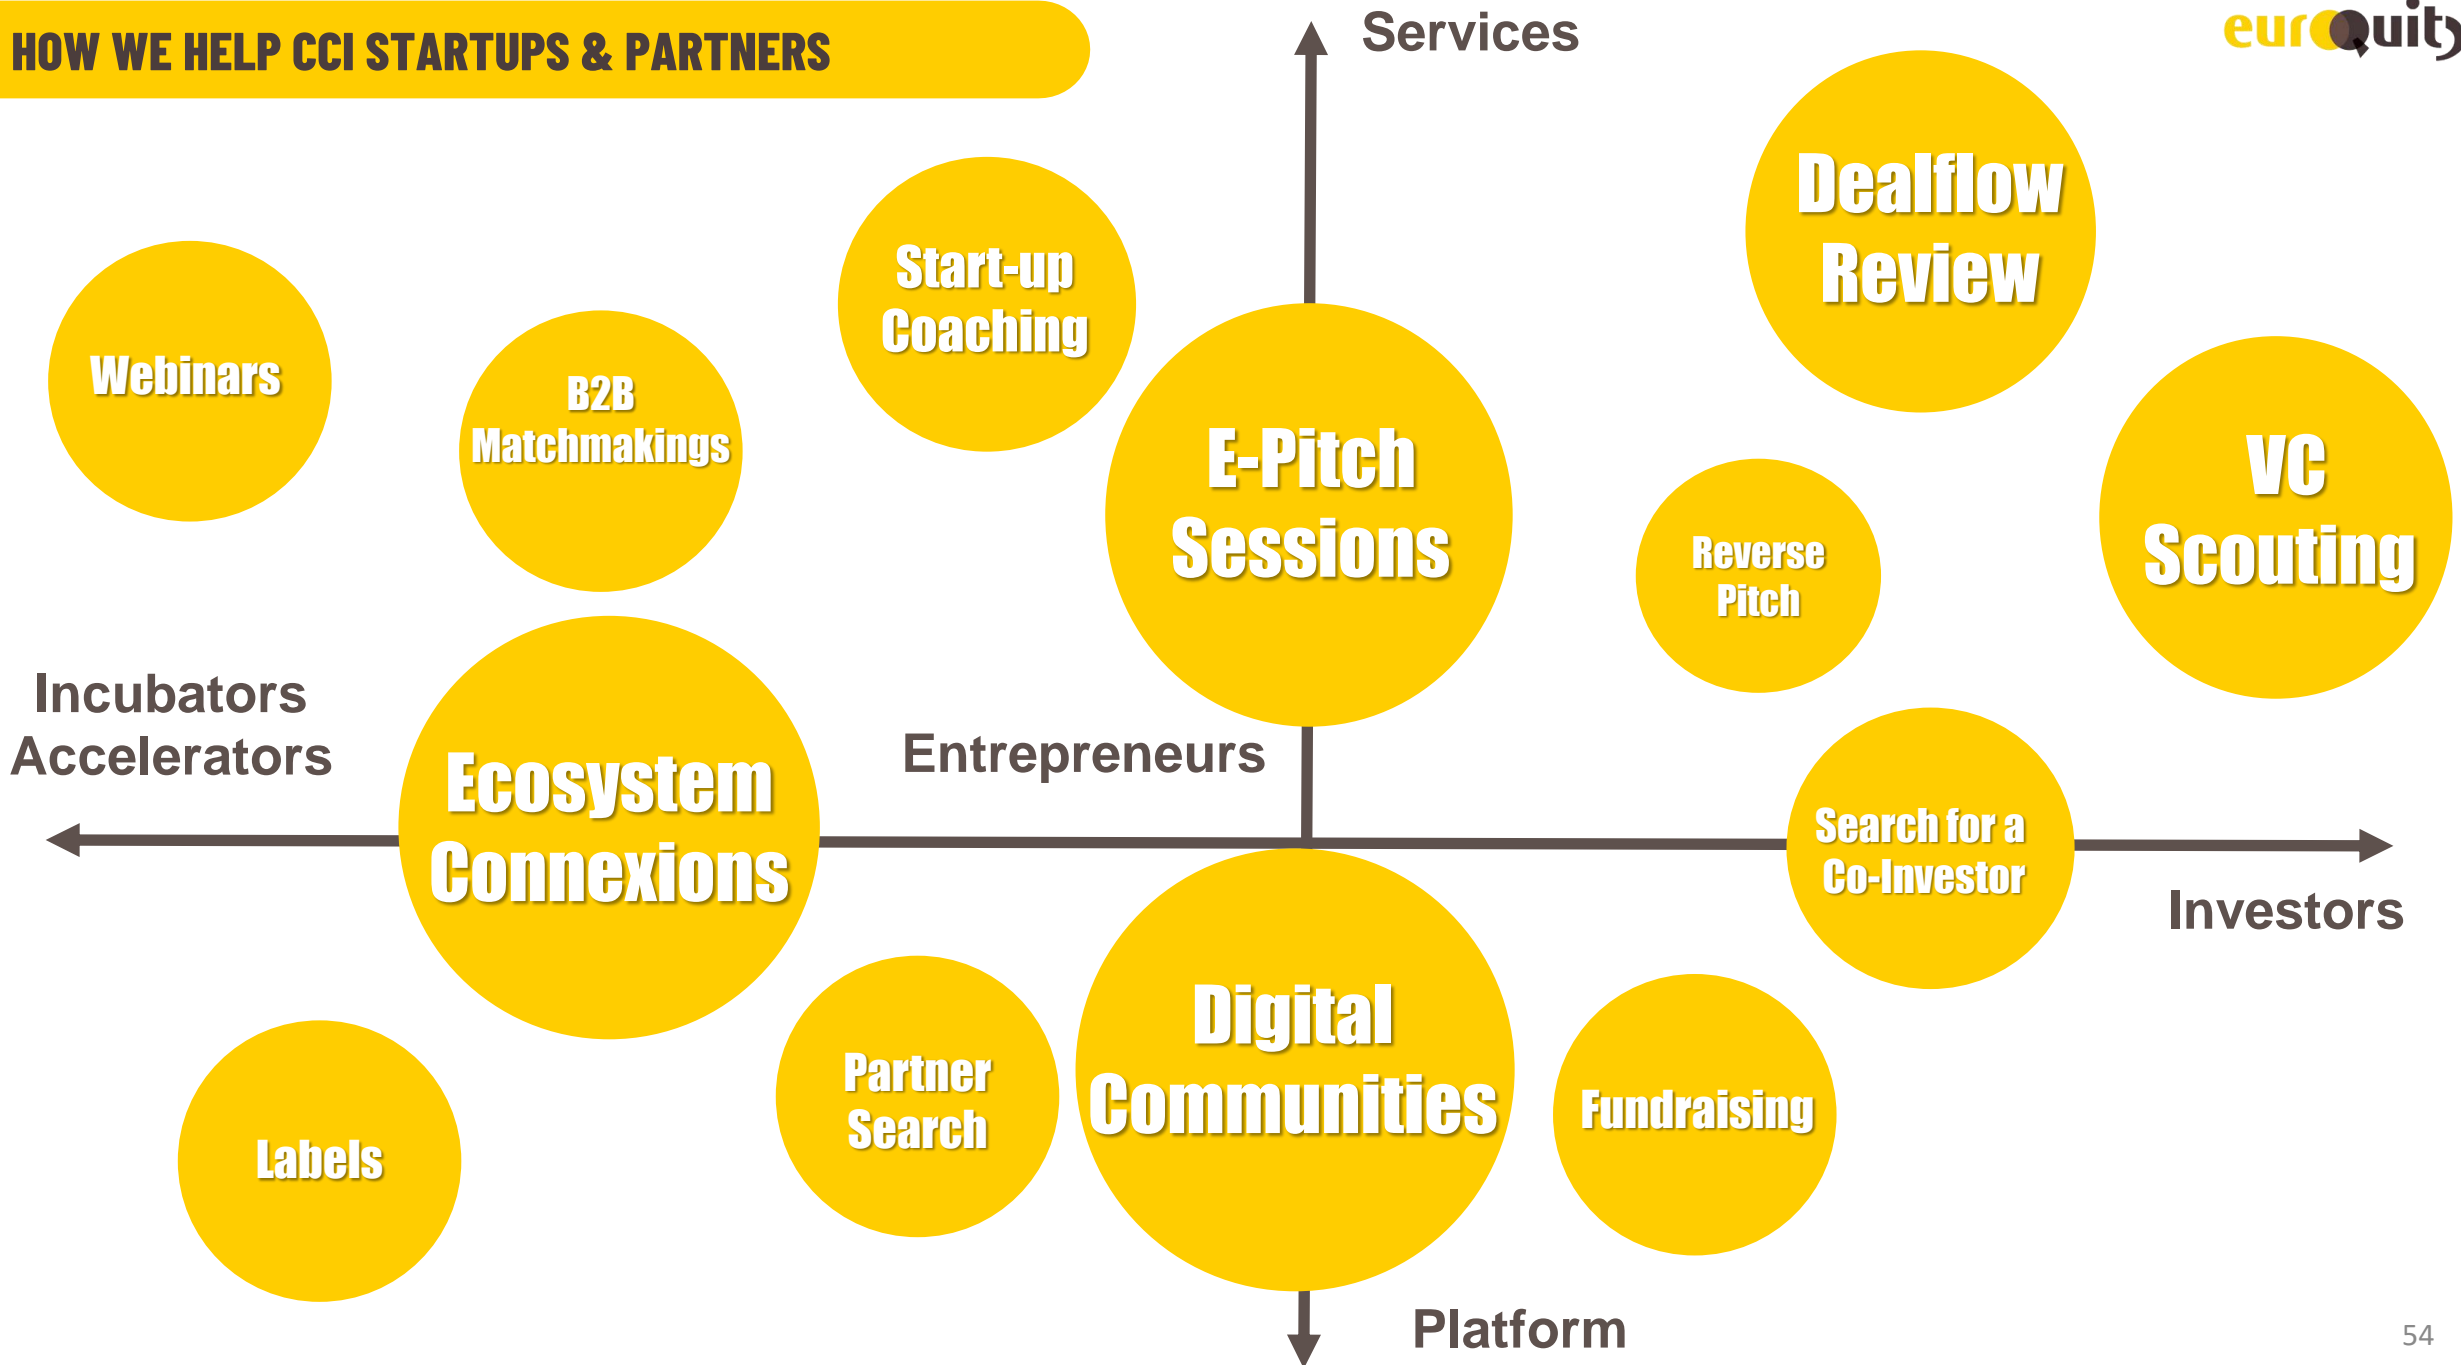 HOW WE HELP CCI STARTUPS & PARTNERS
Services
euroQuity
Dealflow
Review
Start-up
Coaching
Webinars
B2B
Matchmakings
E-Pitch
Sessions
VC
Scouting
Reverse
Pitch
Incubators
Accelerators
Entrepreneurs
Ecosystem
Connexions
Search for a
Co-Investor
Investors
Digital
Communities
Partner
Search
Fundraising
Labels
Platform
54